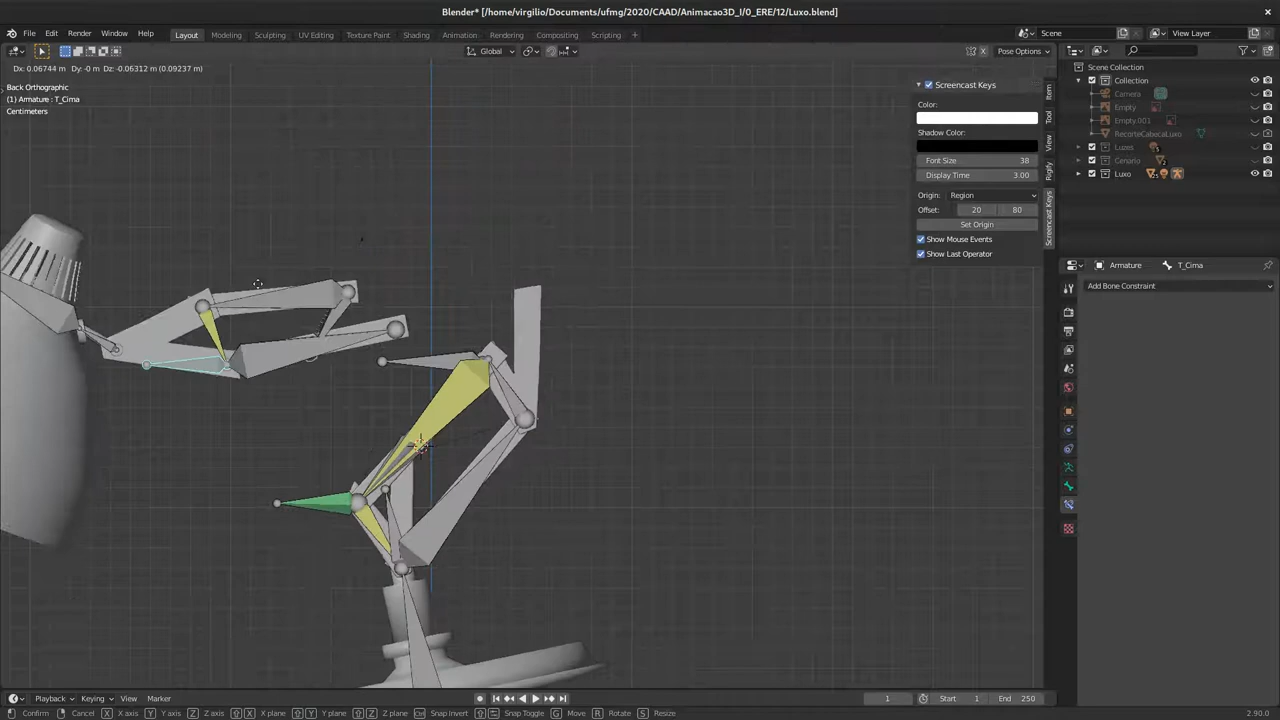 Blender* [/home/virgilio/Documents/ufmg/2020/CAAD/Animacao3D_I/0_ERE/12/Luxo.blend]
File Edit Render Window Help Layout Modeling Sculpting UV Editing Texture Paint Shading Animation Rendering Compositing Scripting + Scene View Layer
Global Pose Options
Dx: 0.06744 m Dy: -0 m Dz: -0.06312 m (0.09237 m)
Back Orthographic
(1) Armature : T_Cima
Centimeters
Screencast Keys
Color:
Shadow Color:
Font Size 38
Display Time 3.00
Origin: Region
Offset: 20 80
Set Origin
Show Mouse Events
Show Last Operator
Item
Tool
View
Rigify
Screencast Keys
Scene Collection
Collection
Camera
Empty
Empty.001
RecorteCabecaLuxo
Luzes
Cenario
Luxo
Armature > T_Cima
Add Bone Constraint
Playback Keying View Marker 1 Start 1 End 250
Confirm Cancel X X axis Y Y axis Z Z axis X X plane Y Y plane Z Z plane Snap Invert Snap Toggle G Move R Rotate S Resize 2.90.0